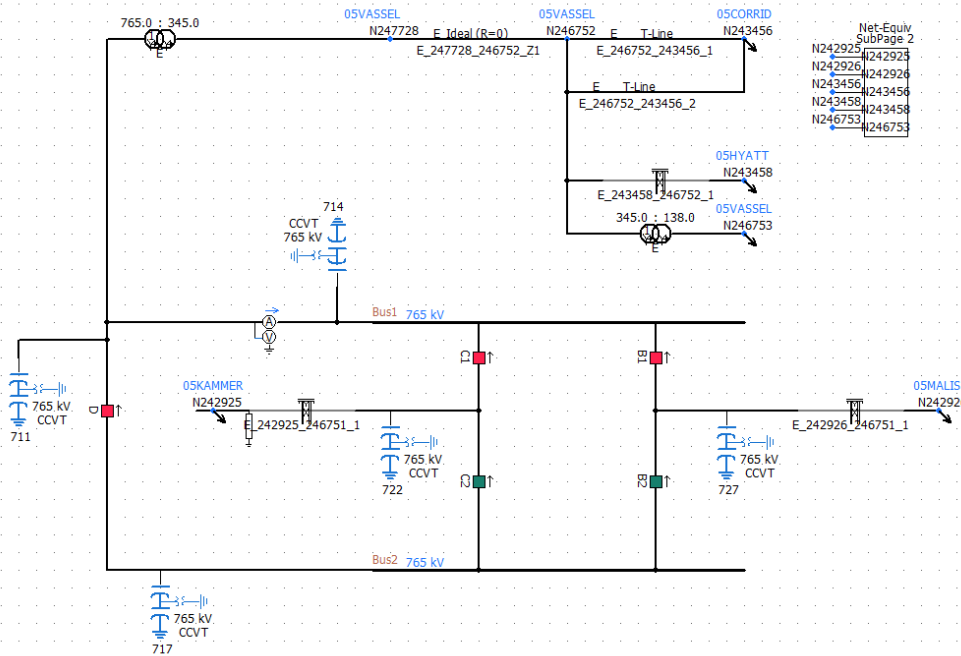 765.0 : 345.0
E
05VASSEL
N247728
E Ideal (R=0)
E_247728_246752_Z1
05VASSEL
N246752
E T-Line
E_246752_243456_1
05CORRID
N243456
E T-Line
E_246752_243456_2
Net-Equiv
SubPage 2
N242925
N242926
N243456
N243458
N246753
N242925
N242926
N243456
N243458
N246753
05HYATT
N243458
E_243458_246752_1
05VASSEL
N246753
345.0 : 138.0
E
714
CCVT
765 kV
Bus1 765 kV
A
V
C1
B1
765 kV
CCVT
711
D
05KAMMER
N242925
E_242925_246751_1
765 kV
CCVT
722
C2
B2
765 kV
CCVT
727
05MALIS
N24292
E_242926_246751_1
Bus2 765 kV
765 kV
CCVT
717